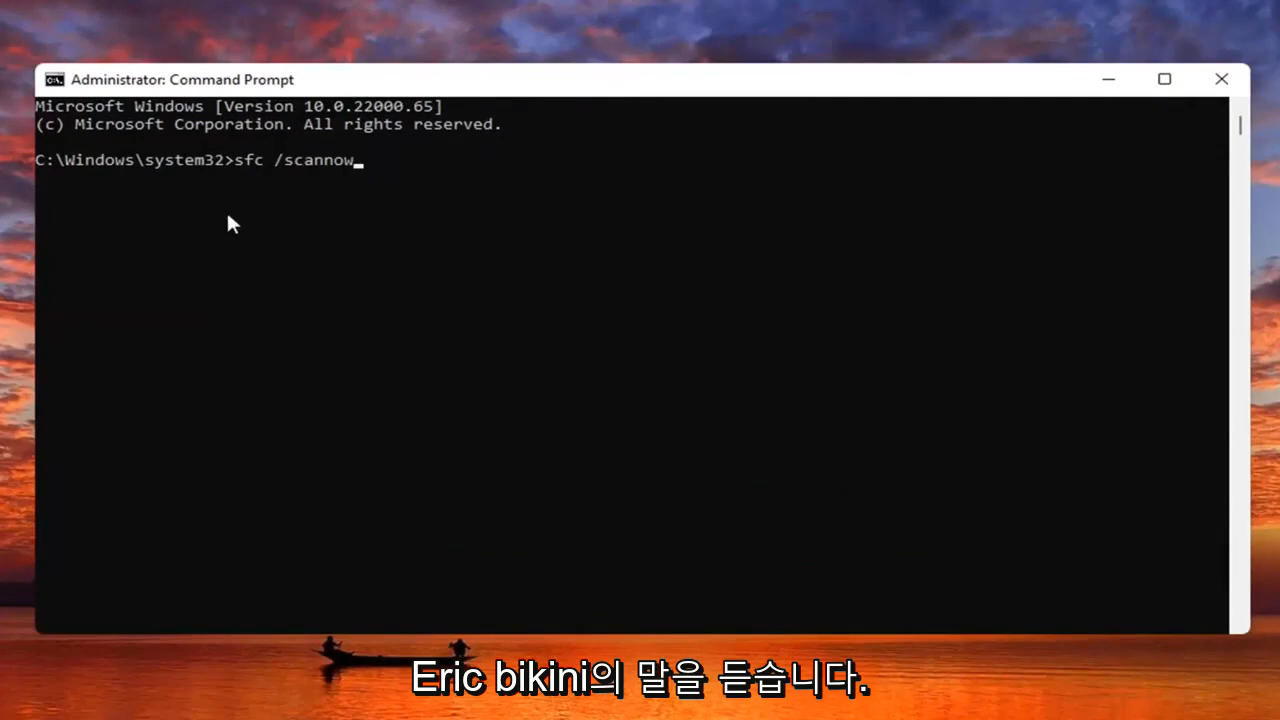 Administrator: Command Prompt
Microsoft Windows [Version 10.0.22000.65]
(c) Microsoft Corporation. All rights reserved.
C:\Windows\system32>sfc /scannow
Eric bikini의 말을 듣습니다.